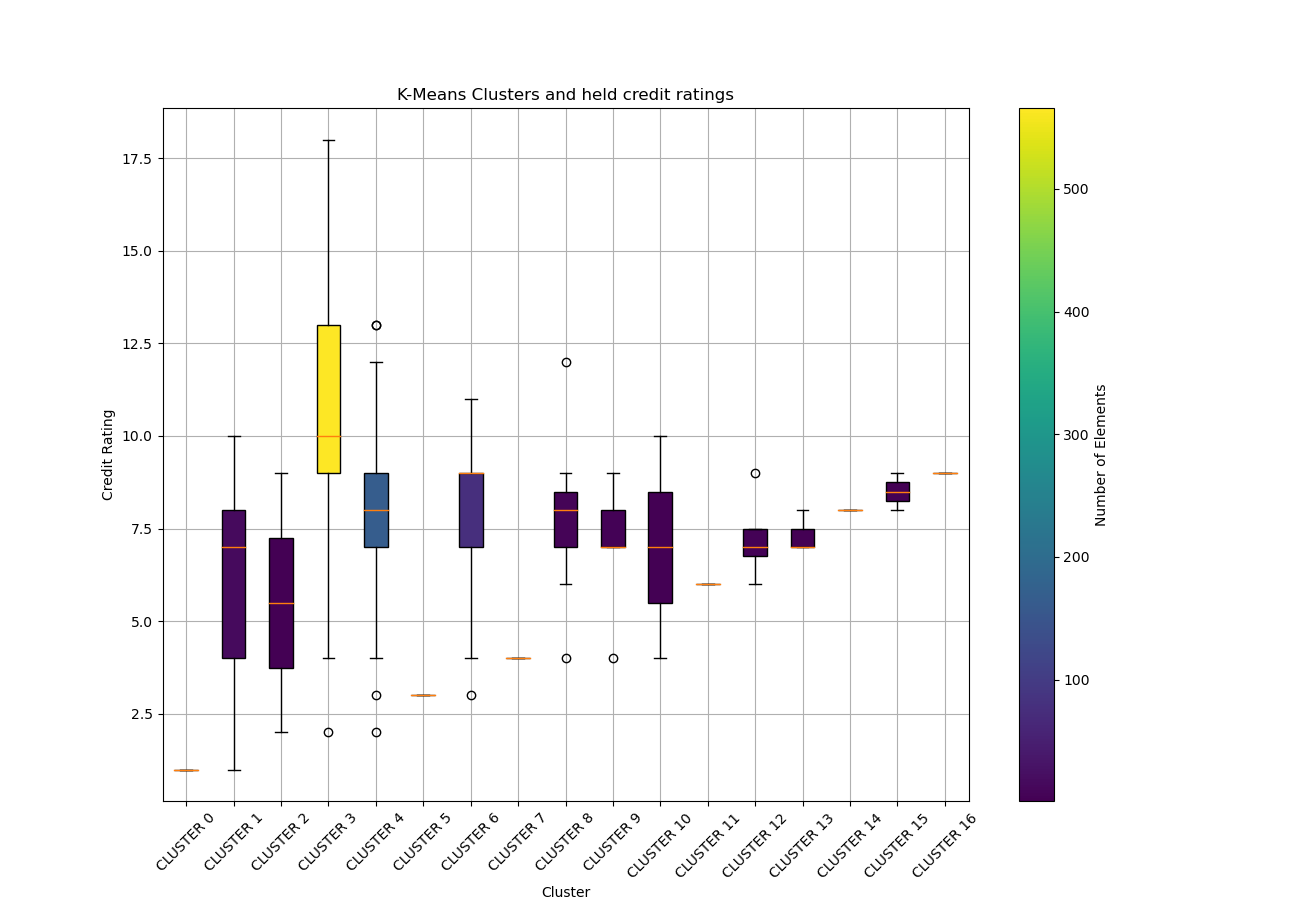 K-Means Clusters and held credit ratings
Credit Rating
17.5
15.0
12.5
10.0
7.5
5.0
2.5
CLUSTER 0
CLUSTER 1
CLUSTER 2
CLUSTER 3
CLUSTER 4
CLUSTER 5
CLUSTER 6
CLUSTER 7
CLUSTER 8
CLUSTER 9
CLUSTER 10
CLUSTER 11
CLUSTER 12
CLUSTER 13
CLUSTER 14
CLUSTER 15
CLUSTER 16
Cluster
500
400
300
200
100
Number of Elements